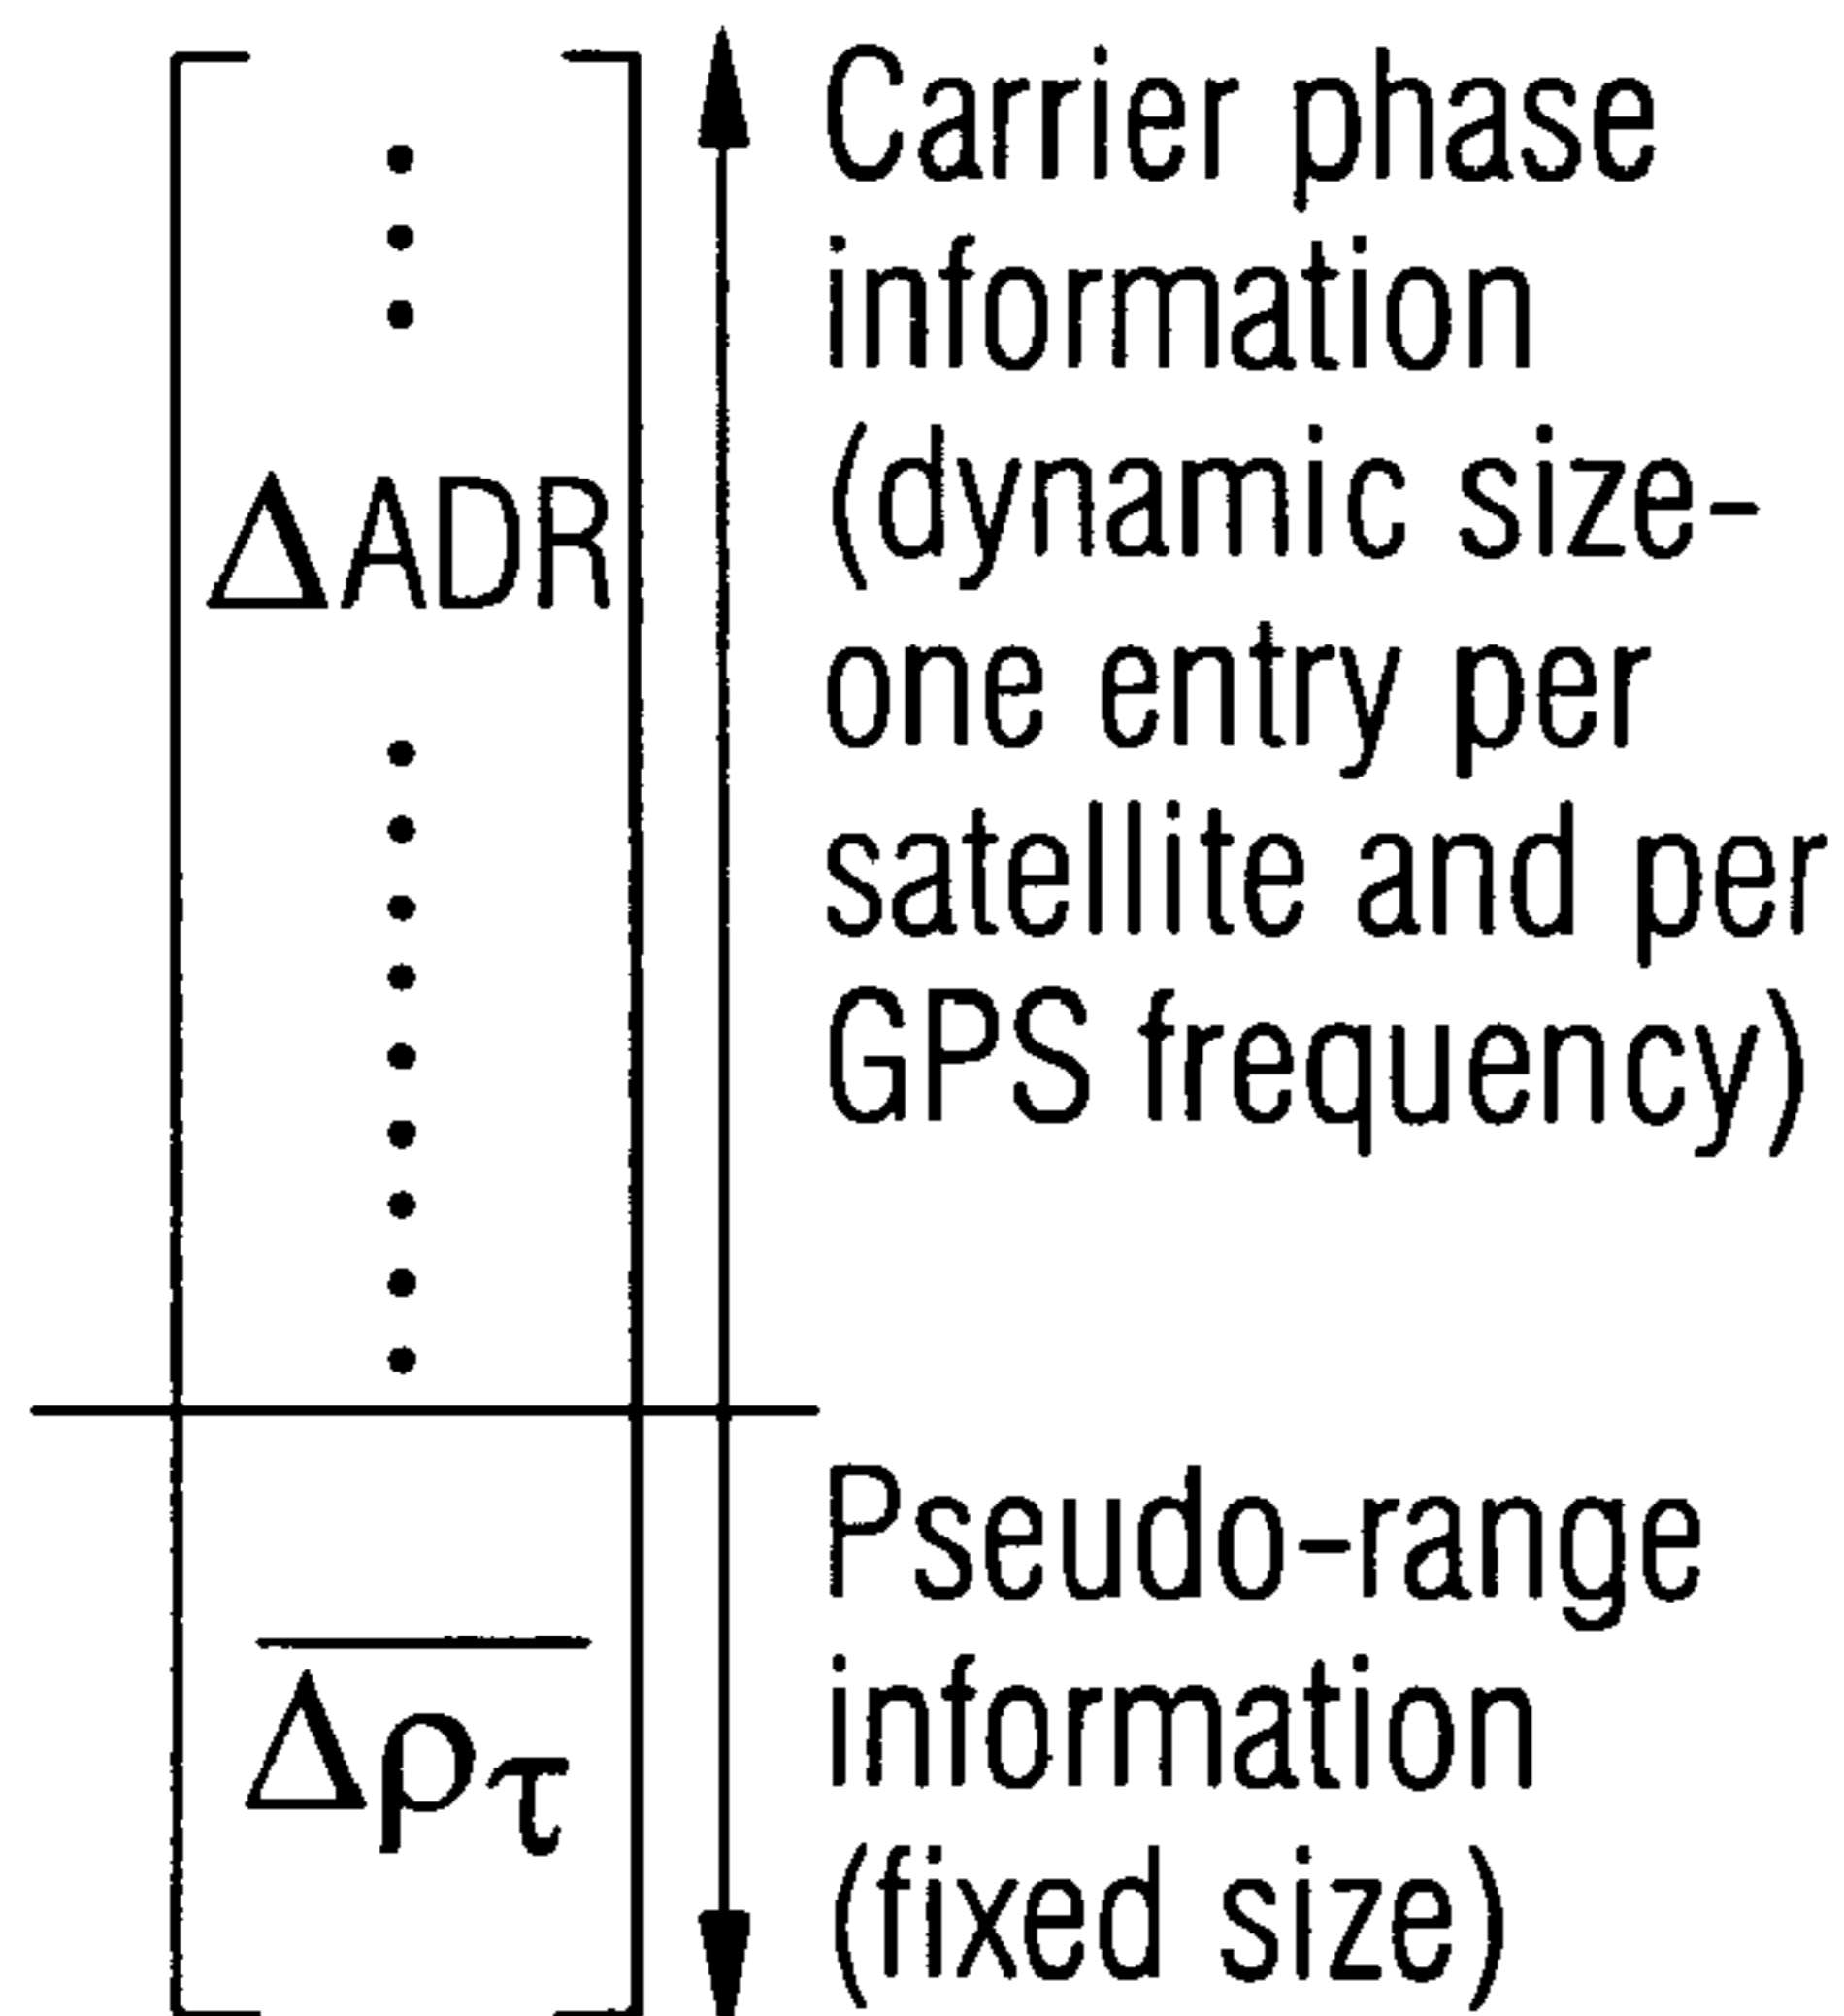 Carrier phase
information
(dynamic size-
one entry per
satellite and per
GPS frequency)
ΔADR
Pseudo-range
information
(fixed size)
Δρτ